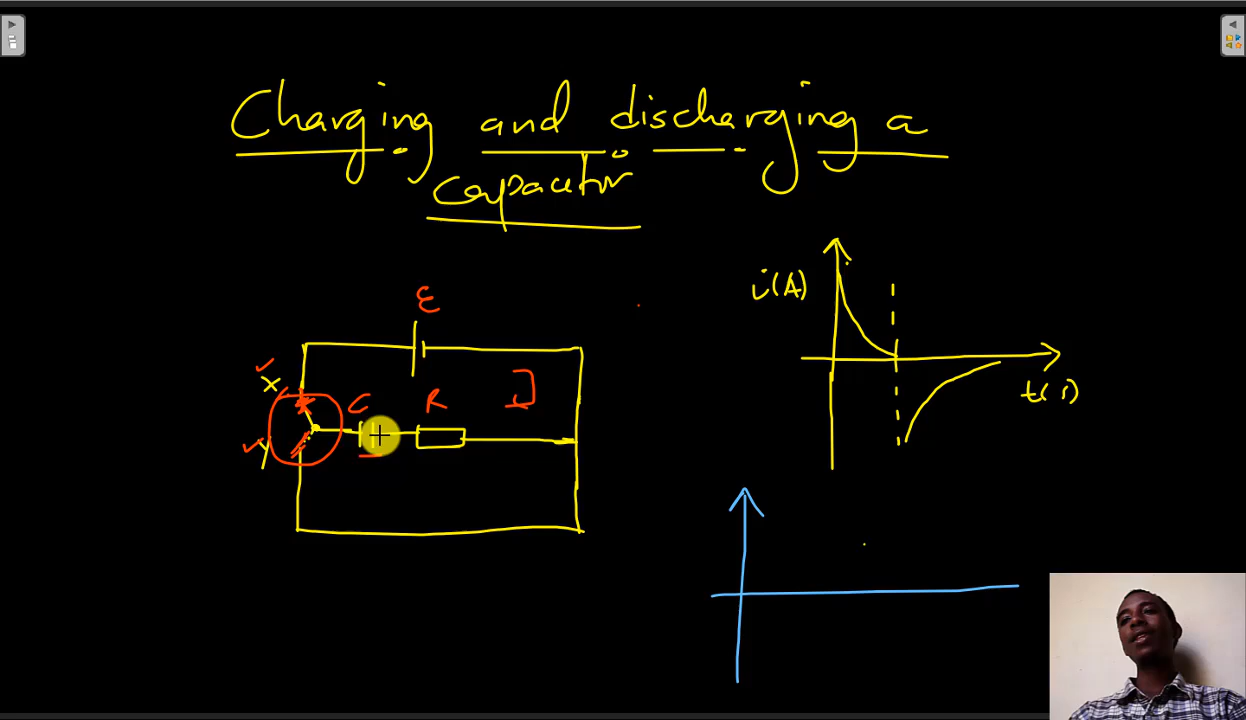 Charging and discharging a
capacitor
ε
i(A)
X
C
R
t(s)
Y